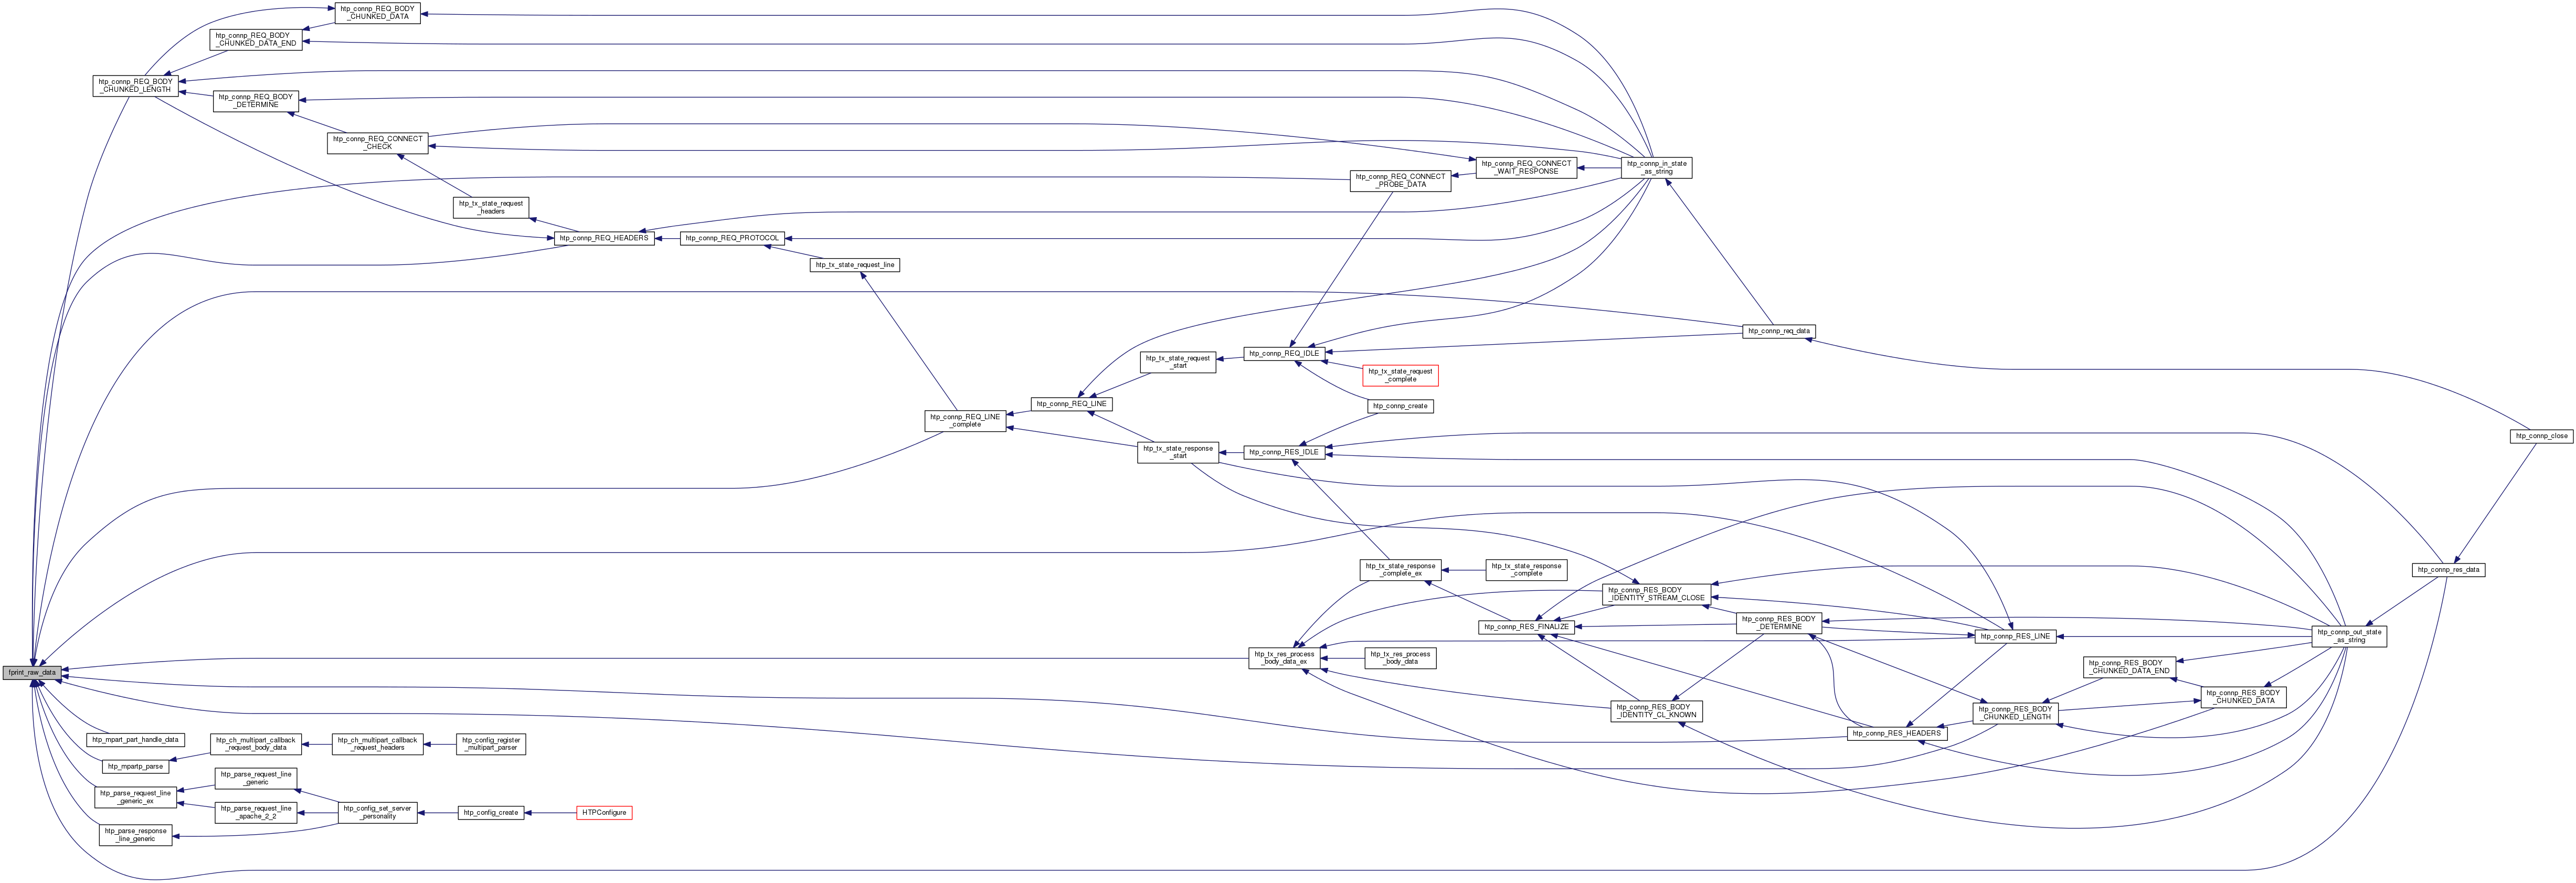 htp_connp_REQ_BODY
_CHUNKED_DATA
htp_connp_REQ_BODY
_CHUNKED_DATA_END
htp_connp_REQ_BODY
_CHUNKED_LENGTH
htp_connp_REQ_BODY
_DETERMINE
htp_connp_REQ_CONNECT
_CHECK
htp_connp_REQ_CONNECT
_WAIT_RESPONSE
htp_connp_in_state
_as_string
htp_connp_REQ_CONNECT
_PROBE_DATA
htp_tx_state_request
_headers
htp_connp_REQ_HEADERS
htp_connp_REQ_PROTOCOL
htp_tx_state_request_line
htp_connp_req_data
htp_connp_REQ_IDLE
htp_tx_state_request
_start
htp_tx_state_request
_complete
htp_connp_REQ_LINE
htp_connp_create
htp_connp_REQ_LINE
_complete
htp_connp_close
htp_tx_state_response
_start
htp_connp_RES_IDLE
htp_tx_state_response
_complete_ex
htp_tx_state_response
_complete
htp_connp_res_data
htp_connp_RES_BODY
_IDENTITY_STREAM_CLOSE
htp_connp_RES_FINALIZE
htp_connp_RES_BODY
_DETERMINE
htp_connp_RES_LINE
htp_connp_out_state
_as_string
htp_tx_res_process
_body_data_ex
htp_tx_res_process
_body_data
fprint_raw_data
htp_connp_RES_BODY
_CHUNKED_DATA_END
htp_connp_RES_BODY
_CHUNKED_DATA
htp_connp_RES_BODY
_IDENTITY_CL_KNOWN
htp_connp_RES_BODY
_CHUNKED_LENGTH
htp_connp_RES_HEADERS
htp_mpart_part_handle_data
htp_ch_multipart_callback
_request_body_data
htp_ch_multipart_callback
_request_headers
htp_config_register
_multipart_parser
htp_mpartp_parse
htp_parse_request_line
_generic
htp_parse_request_line
_generic_ex
htp_parse_request_line
_apache_2_2
htp_config_set_server
_personality
htp_config_create
HTPConfigure
htp_parse_response
_line_generic